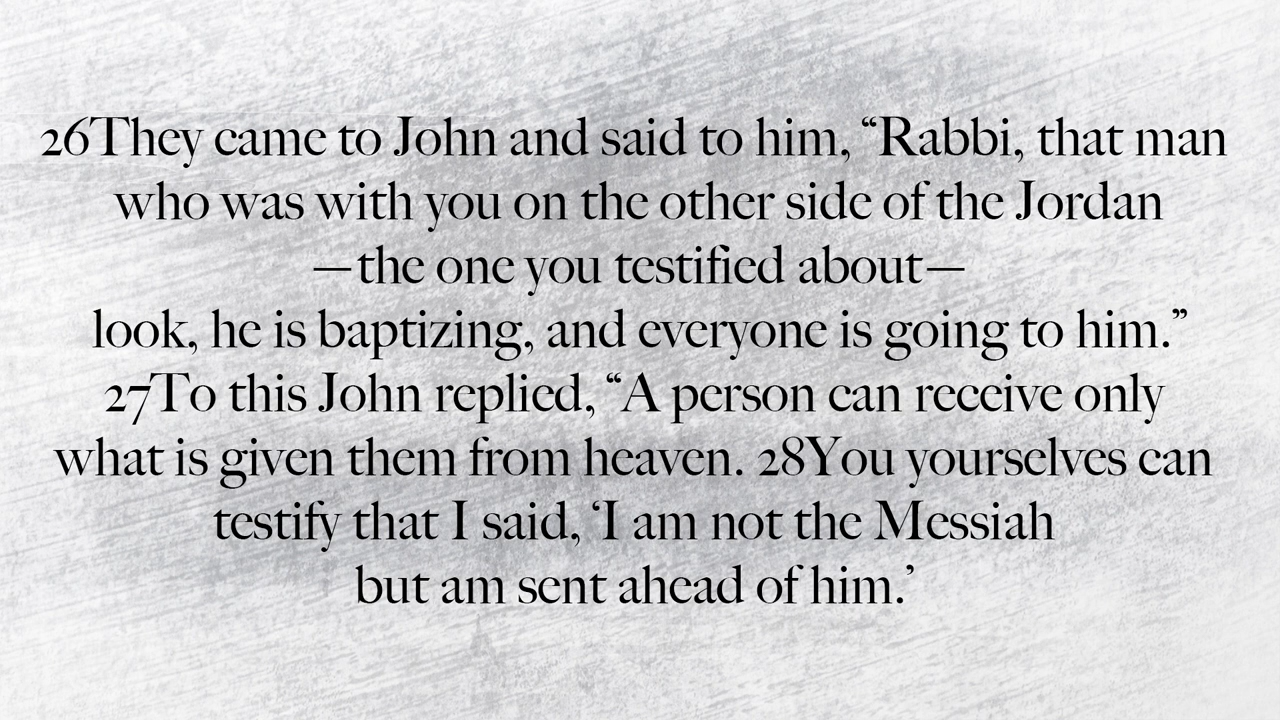 26They came to John and said to him, “Rabbi, that man
who was with you on the other side of the Jordan
—the one you testified about—
look, he is baptizing, and everyone is going to him.”
27To this John replied, “A person can receive only
what is given them from heaven. 28You yourselves can
testify that I said, ‘I am not the Messiah
but am sent ahead of him.’